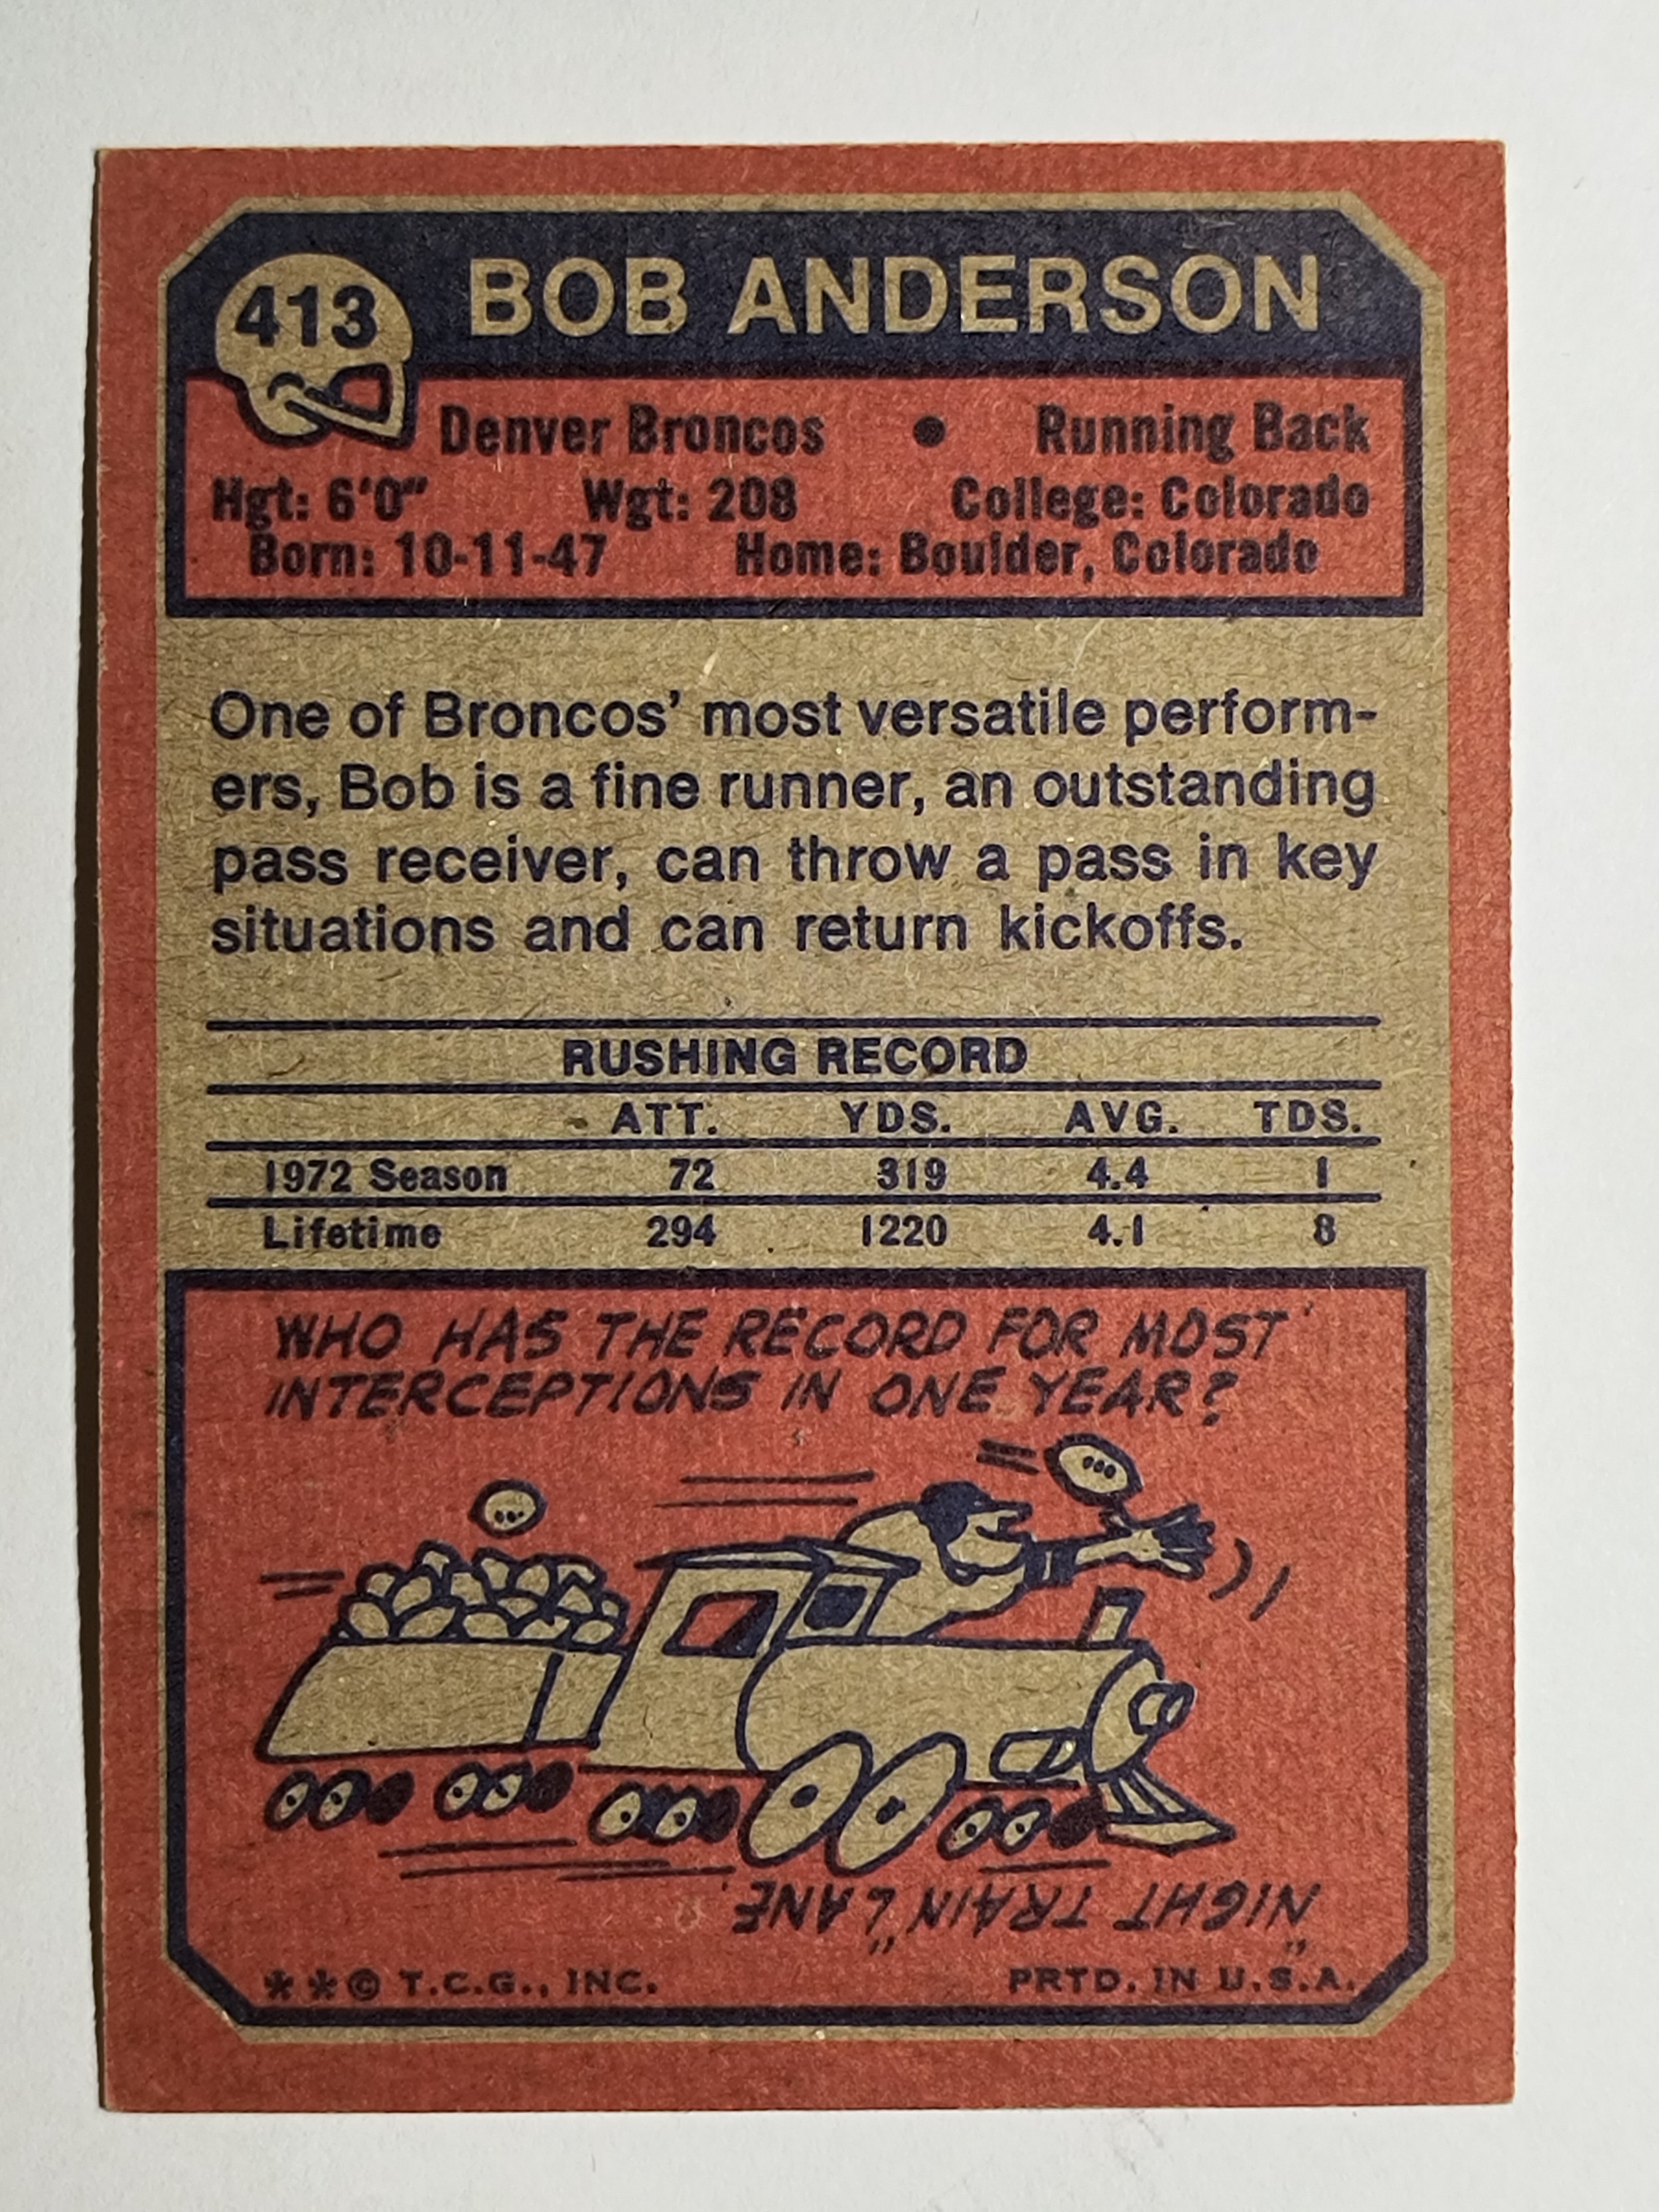 413
BOB ANDERSON
Denver Broncos • Running Back
Hgt: 6'0" Wgt: 208 College: Colorado
Born: 10-11-47 Home: Boulder, Colorado
One of Broncos' most versatile perform-
ers, Bob is a fine runner, an outstanding
pass receiver, can throw a pass in key
situations and can return kickoffs.
RUSHING RECORD
ATT. YDS. AVG. TDS.
1972 Season 72 319 4.4 1
Lifetime 294 1220 4.1 8
WHO HAS THE RECORD FOR MOST
INTERCEPTIONS IN ONE YEAR?
"NIGHT TRAIN" LANE
**© T.C.G., INC. PRTD. IN U.S.A.